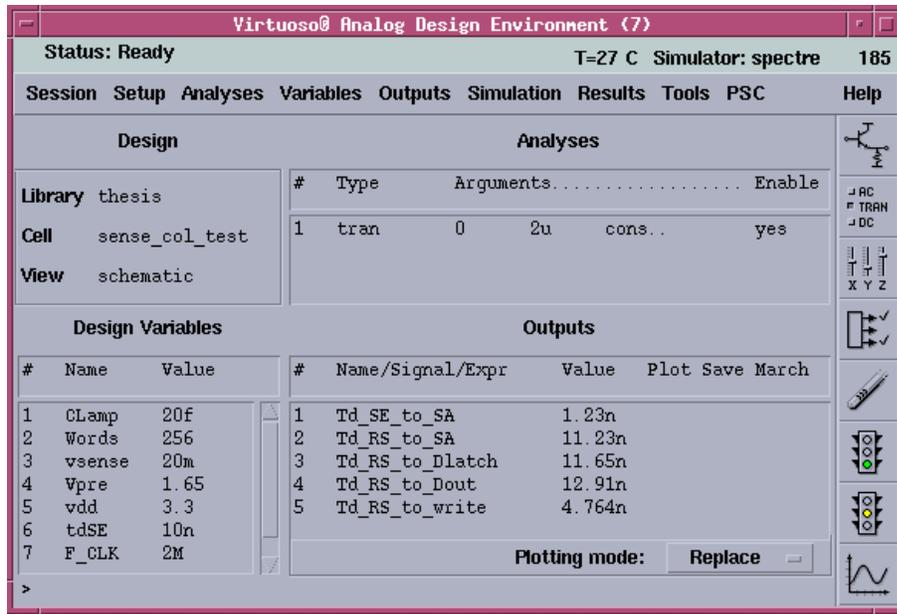 Virtuoso® Analog Design Environment (7)
Status: Ready T=27 C Simulator: spectre 185
Session Setup Analyses Variables Outputs Simulation Results Tools PSC Help
Design
Library thesis
Cell sense_col_test
View schematic
Analyses
# Type Arguments................... Enable
1 tran 0 2u cons.. yes
Design Variables
# Name Value
1 CLamp 20f
2 Words 256
3 vsense 20m
4 Vpre 1.65
5 vdd 3.3
6 tdSE 10n
7 F_CLK 2M
Outputs
# Name/Signal/Expr Value Plot Save March
1 Td_SE_to_SA 1.23n
2 Td_RS_to_SA 11.23n
3 Td_RS_to_Dlatch 11.65n
4 Td_RS_to_Dout 12.91n
5 Td_RS_to_write 4.764n
Plotting mode: Replace
>
AC
TRAN
DC
X Y Z